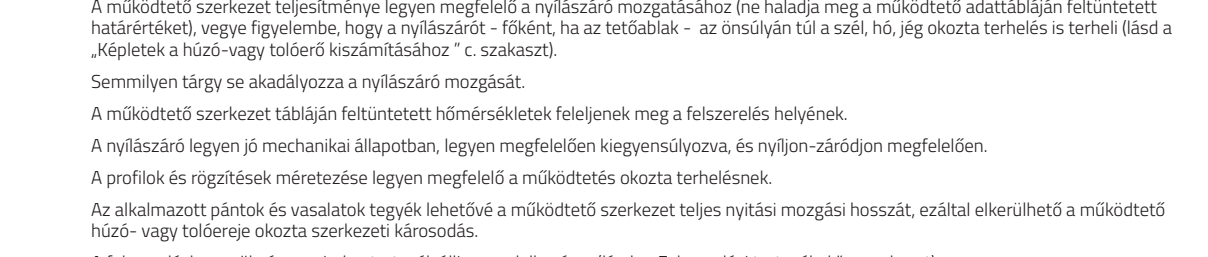 A működtető szerkezet teljesítménye legyen megfelelő a nyílászáró mozgatásához (ne haladja meg a működtető adattábláján feltüntetett
határértéket), vegye figyelembe, hogy a nyílászárót - főként, ha az tetőablak - az önsúlyán túl a szél, hó, jég okozta terhelés is terheli (lásd a
„Képletek a húzó-vagy tolóerő kiszámításához ” c. szakaszt).
Semmilyen tárgy se akadályozza a nyílászáró mozgását.
A működtető szerkezet tábláján feltüntetett hőmérsékletek feleljenek meg a felszerelés helyének.
A nyílászáró legyen jó mechanikai állapotban, legyen megfelelően kiegyensúlyozva, és nyíljon-záródjon megfelelően.
A profilok és rögzítések méretezése legyen megfelelő a működtetés okozta terhelésnek.
Az alkalmazott pántok és vasalatok tegyék lehetővé a működtető szerkezet teljes nyitási mozgási hosszát, ezáltal elkerülhető a működtető
húzó- vagy tolóereje okozta szerkezeti károsodás.